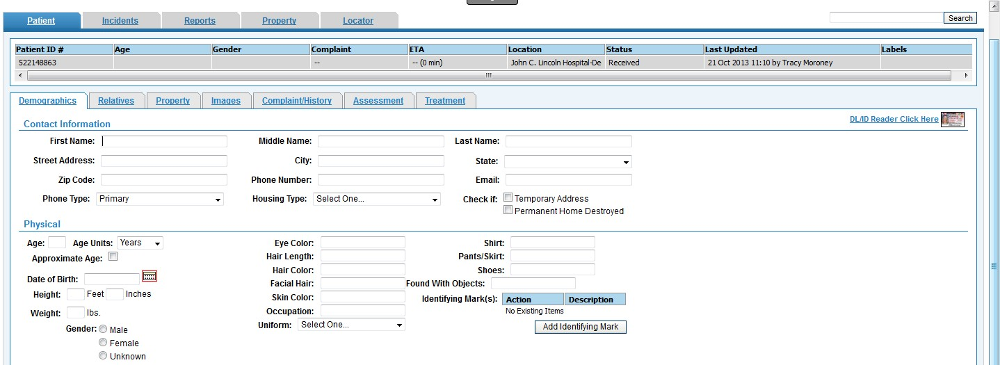 Patient Incidents Reports Property Locator Search
Patient ID # Age Gender Complaint ETA Location Status Last Updated Labels
522148863 -- -- (0 min) John C. Lincoln Hospital-De Received 21 Oct 2013 11:10 by Tracy Moroney
Demographics Relatives Property Images Complaint/History Assessment Treatment
DL/ID Reader Click Here
Contact Information
First Name: Middle Name: Last Name:
Street Address: City: State:
Zip Code: Phone Number: Email:
Phone Type: Primary Housing Type: Select One... Check if: Temporary Address
Permanent Home Destroyed
Physical
Age: Age Units: Years Eye Color: Shirt:
Approximate Age: Hair Length: Pants/Skirt:
Hair Color: Shoes:
Date of Birth: Facial Hair: Found With Objects:
Height: Feet Inches Skin Color: Identifying Mark(s): Action Description
Weight: lbs. Occupation: No Existing Items
Gender: Male Uniform: Select One... Add Identifying Mark
Female
Unknown